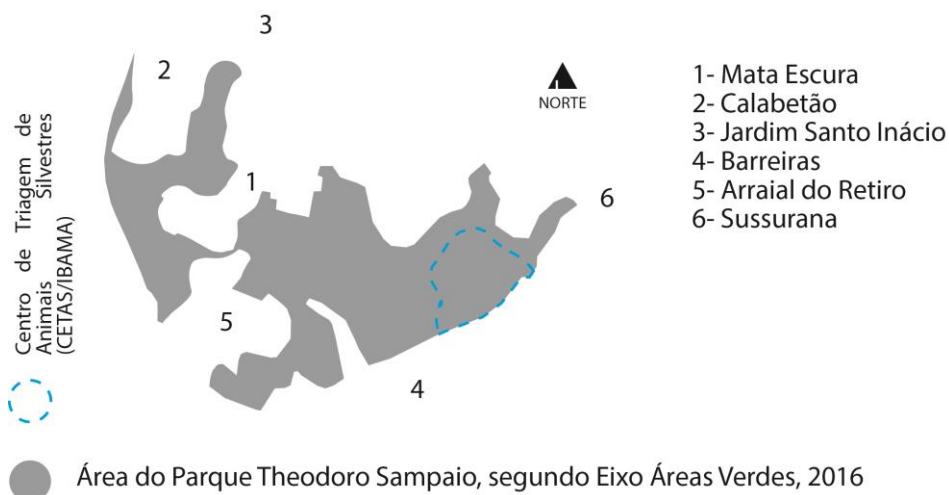 3
2
NORTE
1- Mata Escura
2- Calabetão
3- Jardim Santo Inácio
4- Barreiras
5- Arraial do Retiro
6- Sussurana
1
6
5
4
Centro de Triagem de
Animais Silvestres
(CETAS/IBAMA)
Área do Parque Theodoro Sampaio, segundo Eixo Áreas Verdes, 2016